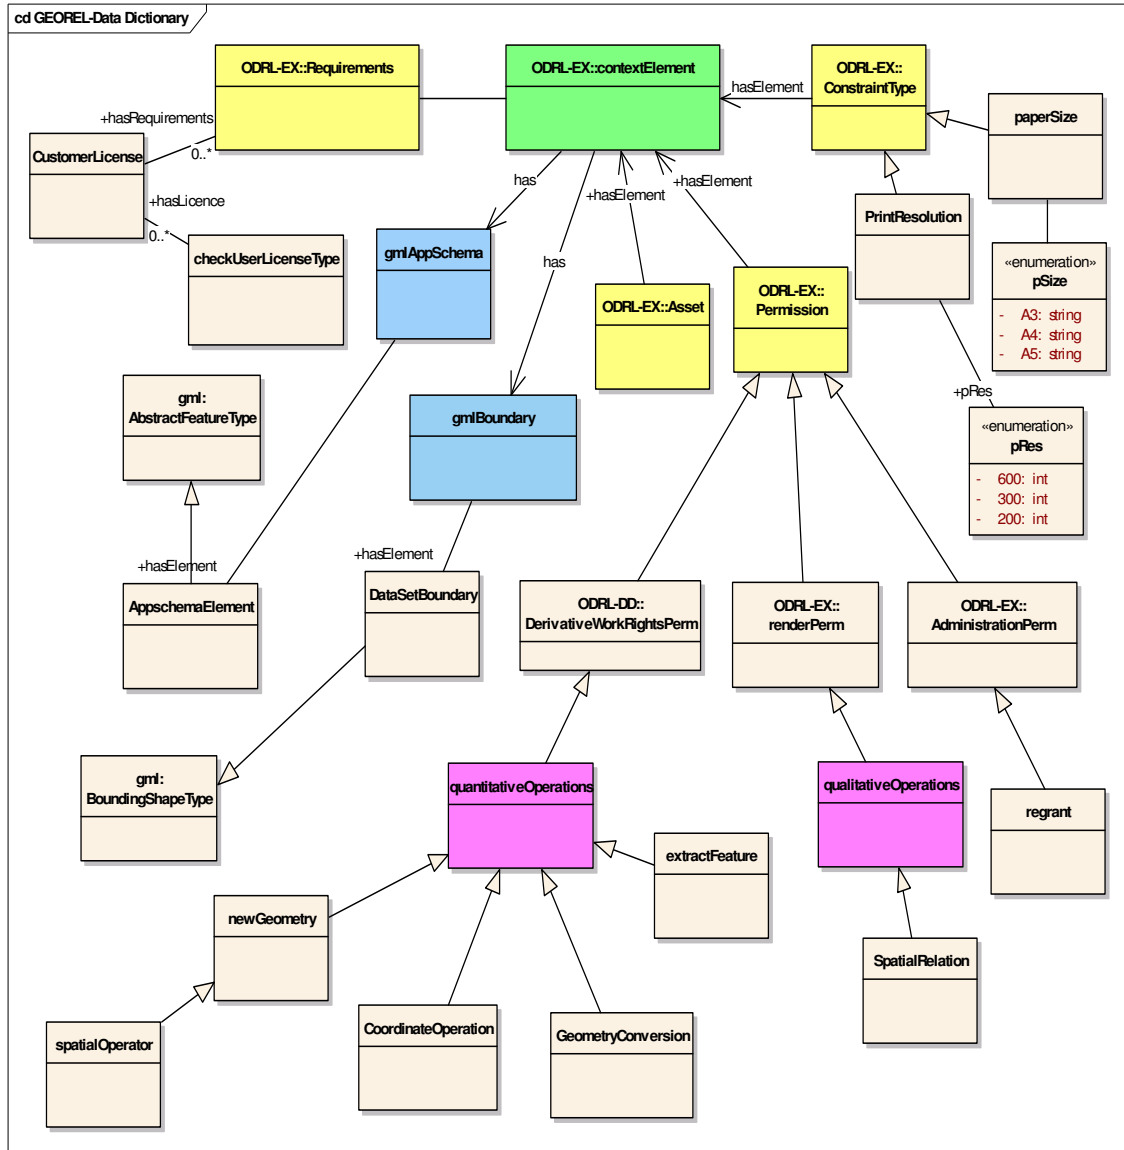 cd GEOREL-Data Dictionary
ODRL-EX::Requirements
ODRL-EX::contextElement
hasElement
ODRL-EX::
ConstraintType
paperSize
+hasRequirements
0..*
CustomerLicense
+hasLicence
0..*
checkUserLicenseType
has
gmlAppSchema
has
+hasElement
+hasElement
PrintResolution
«enumeration»
pSize
- A3: string
- A4: string
- A5: string
ODRL-EX::Asset
ODRL-EX::
Permission
gml:
AbstractFeatureType
gmlBoundary
+pRes
«enumeration»
pRes
- 600: int
- 300: int
- 200: int
+hasElement
+hasElement
AppschemaElement
DataSetBoundary
ODRL-DD::
DerivativeWorkRightsPerm
ODRL-EX::
renderPerm
ODRL-EX::
AdministrationPerm
gml:
BoundingShapeType
quantitativeOperations
qualitativeOperations
regrant
extractFeature
newGeometry
SpatialRelation
spatialOperator
CoordinateOperation
GeometryConversion